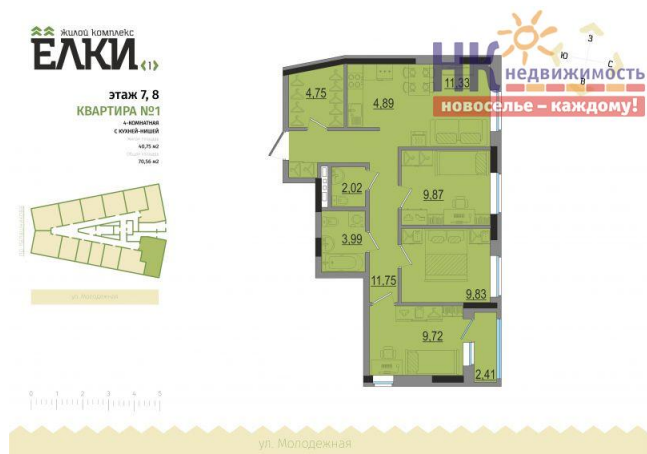 жилой комплекс
ЁЛКИ (1)
этаж 7, 8
КВАРТИРА №1
4-КОМНАТНАЯ
С КУХНЕЙ-НИШЕЙ
40,75 м2
70,56 м2
НК
недвижимость
новоселье – каждому!
З
Ю
С
В
4.75
4.89
11.33
2.02
9.87
3.99
11.75
9.83
9.72
2.41
ул. Молодежная
0 1 2 3 4 5
ул. Молодежная